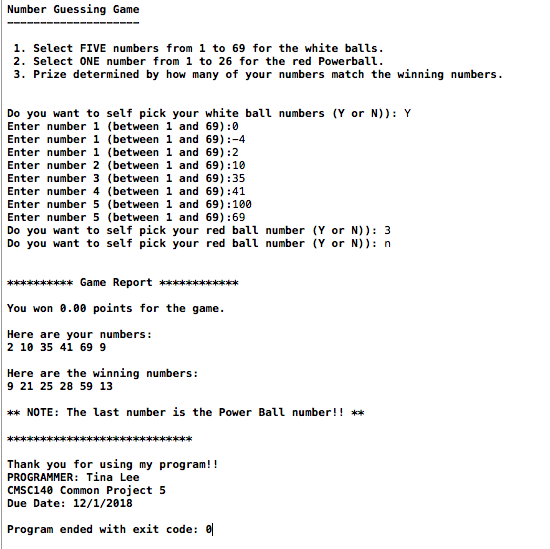 Number Guessing Game
--------------------
1. Select FIVE numbers from 1 to 69 for the white balls.
2. Select ONE number from 1 to 26 for the red Powerball.
3. Prize determined by how many of your numbers match the winning numbers.
Do you want to self pick your white ball numbers (Y or N)): Y
Enter number 1 (between 1 and 69):0
Enter number 1 (between 1 and 69):-4
Enter number 1 (between 1 and 69):2
Enter number 2 (between 1 and 69):10
Enter number 3 (between 1 and 69):35
Enter number 4 (between 1 and 69):41
Enter number 5 (between 1 and 69):100
Enter number 5 (between 1 and 69):69
Do you want to self pick your red ball number (Y or N)): 3
Do you want to self pick your red ball number (Y or N)): n
********** Game Report ************
You won 0.00 points for the game.
Here are your numbers:
2 10 35 41 69 9
Here are the winning numbers:
9 21 25 28 59 13
** NOTE: The last number is the Power Ball number!! **
****************************
Thank you for using my program!!
PROGRAMMER: Tina Lee
CMSC140 Common Project 5
Due Date: 12/1/2018
Program ended with exit code: 0